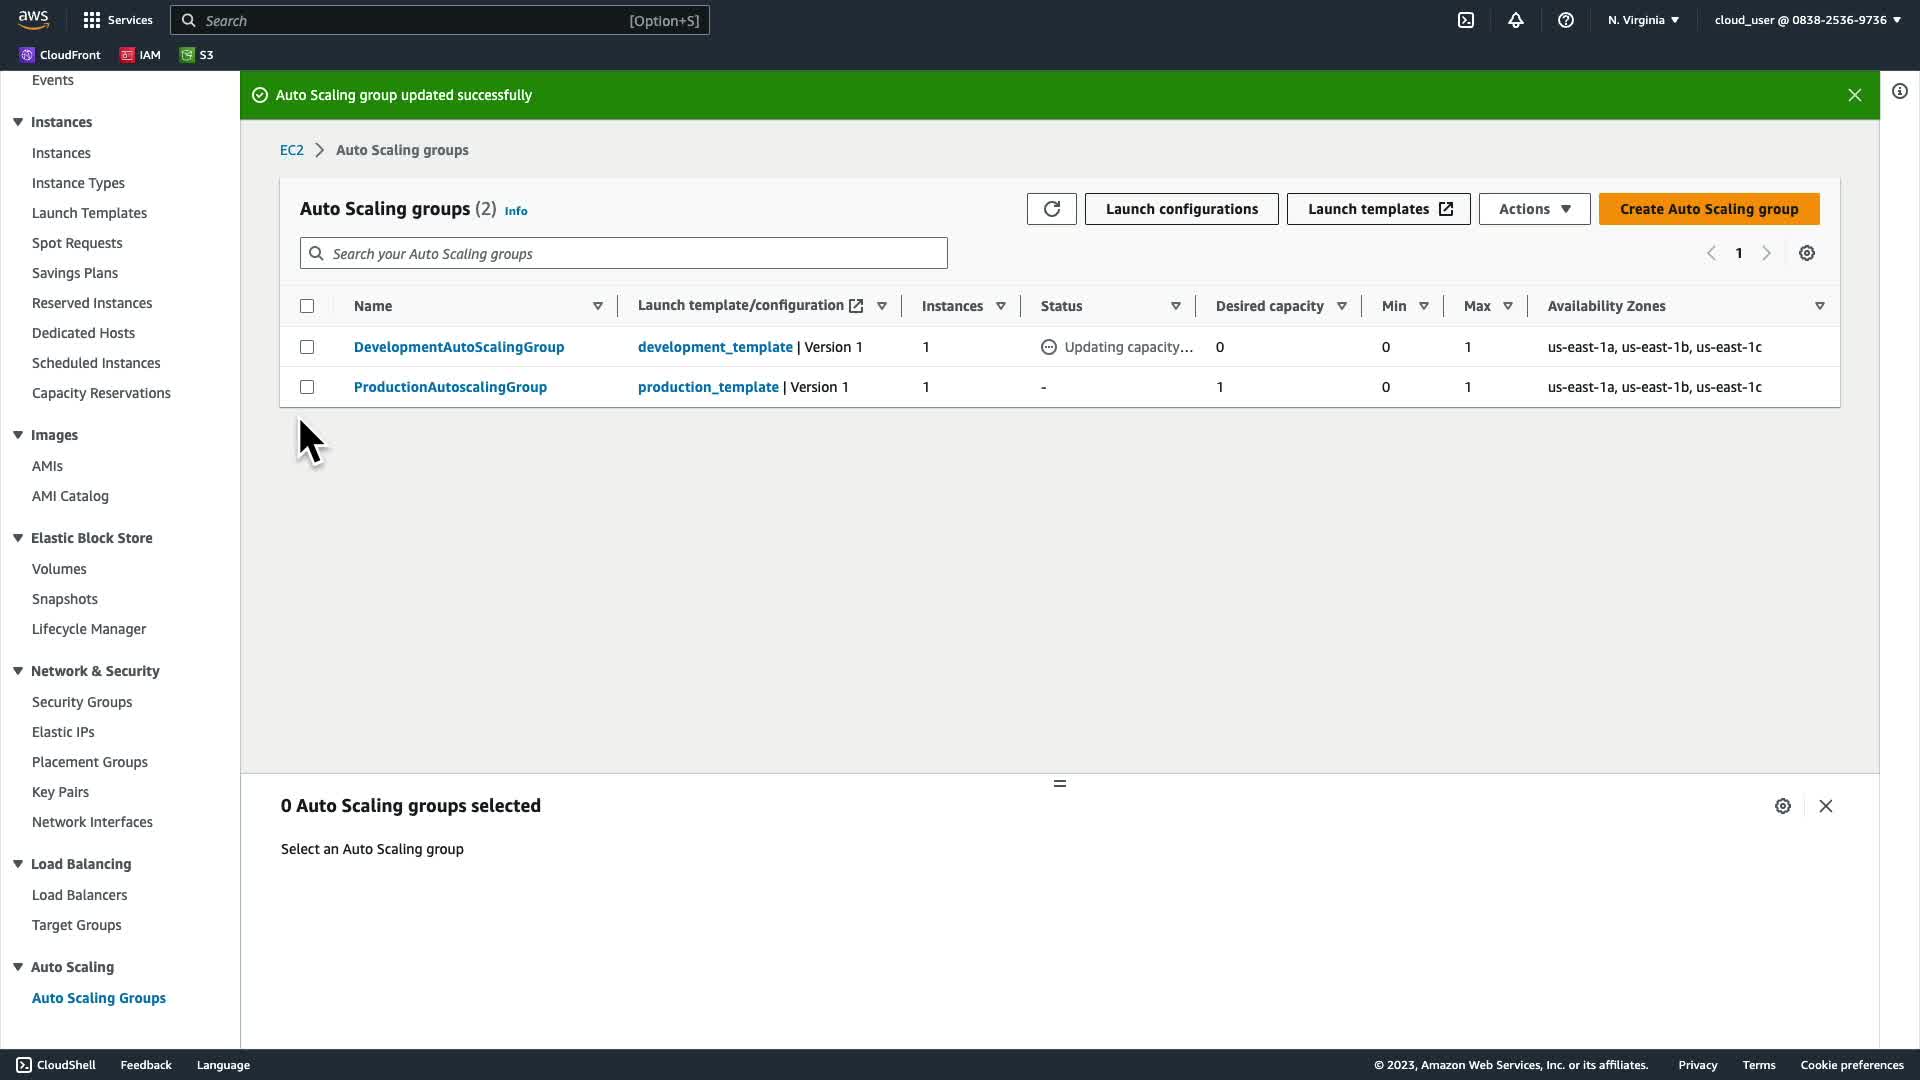 aws
Services
Search
[Option+S]
N. Virginia
cloud_user @ 0838-2536-9736
CloudFront
IAM
S3
Events
Instances
Instances
Instance Types
Launch Templates
Spot Requests
Savings Plans
Reserved Instances
Dedicated Hosts
Scheduled Instances
Capacity Reservations
Images
AMIs
AMI Catalog
Elastic Block Store
Volumes
Snapshots
Lifecycle Manager
Network & Security
Security Groups
Elastic IPs
Placement Groups
Key Pairs
Network Interfaces
Load Balancing
Load Balancers
Target Groups
Auto Scaling
Auto Scaling Groups
Auto Scaling group updated successfully
EC2 > Auto Scaling groups
Auto Scaling groups (2) Info
Launch configurations
Launch templates
Actions
Create Auto Scaling group
Search your Auto Scaling groups
1
Name Launch template/configuration Instances Status Desired capacity Min Max Availability Zones
DevelopmentAutoScalingGroup development_template | Version 1 1 Updating capacity... 0 0 1 us-east-1a, us-east-1b, us-east-1c
ProductionAutoscalingGroup production_template | Version 1 1 - 1 0 1 us-east-1a, us-east-1b, us-east-1c
0 Auto Scaling groups selected
Select an Auto Scaling group
CloudShell
Feedback
Language
© 2023, Amazon Web Services, Inc. or its affiliates.
Privacy
Terms
Cookie preferences